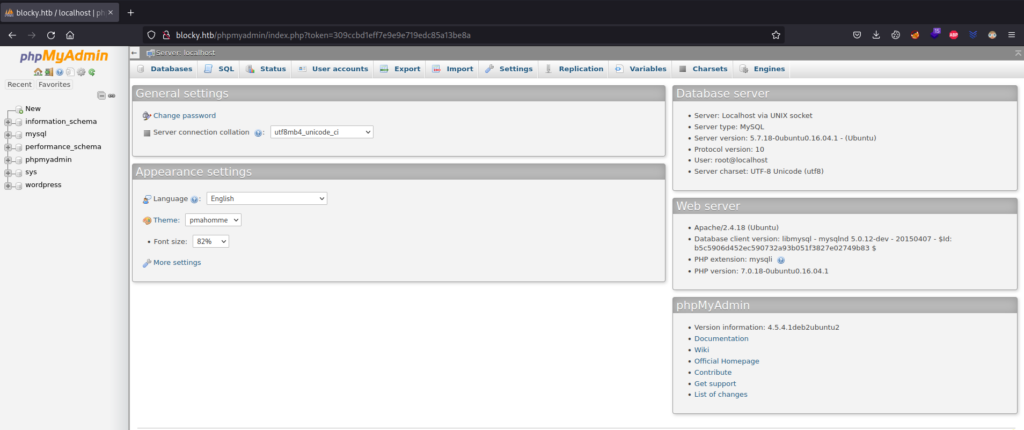 blocky.htb / localhost | ph
blocky.htb/phpmyadmin/index.php?token=309ccbd1eff7e9e9e719edc85a13be8a
phpMyAdmin
Recent Favorites
New
information_schema
mysql
performance_schema
phpmyadmin
sys
wordpress
Server: localhost
Databases SQL Status User accounts Export Import Settings Replication Variables Charsets Engines
General settings
Change password
Server connection collation : utf8mb4_unicode_ci
Appearance settings
Language : English
Theme: pmahomme
• Font size: 82%
More settings
Database server
• Server: Localhost via UNIX socket
• Server type: MySQL
• Server version: 5.7.18-0ubuntu0.16.04.1 - (Ubuntu)
• Protocol version: 10
• User: root@localhost
• Server charset: UTF-8 Unicode (utf8)
Web server
• Apache/2.4.18 (Ubuntu)
• Database client version: libmysql - mysqlnd 5.0.12-dev - 20150407 - $Id:
b5c5906d452ec590732a93b051f3827e02749b83 $
• PHP extension: mysqli
• PHP version: 7.0.18-0ubuntu0.16.04.1
phpMyAdmin
• Version information: 4.5.4.1deb2ubuntu2
• Documentation
• Wiki
• Official Homepage
• Contribute
• Get support
• List of changes